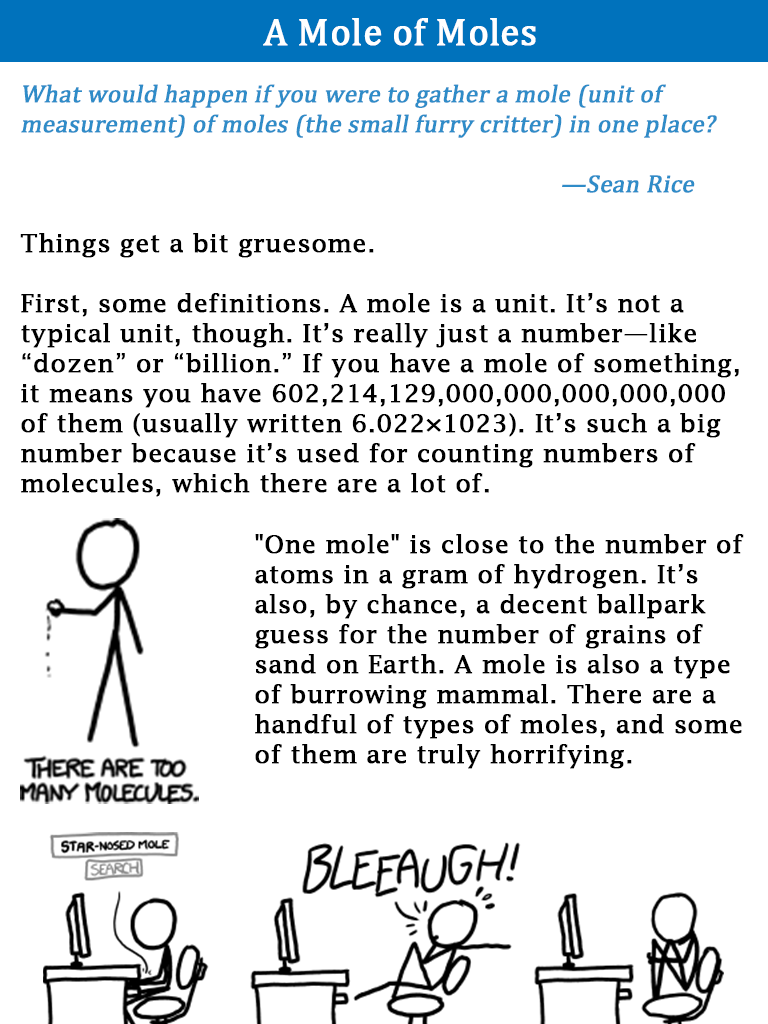 A Mole of Moles
What would happen if you were to gather a mole (unit of
measurement) of moles (the small furry critter) in one place?
—Sean Rice
Things get a bit gruesome.
First, some definitions. A mole is a unit. It’s not a
typical unit, though. It’s really just a number—like
“dozen” or “billion.” If you have a mole of something,
it means you have 602,214,129,000,000,000,000,000
of them (usually written 6.022×1023). It’s such a big
number because it’s used for counting numbers of
molecules, which there are a lot of.
"One mole" is close to the number of
atoms in a gram of hydrogen. It’s
also, by chance, a decent ballpark
guess for the number of grains of
sand on Earth. A mole is also a type
of burrowing mammal. There are a
handful of types of moles, and some
of them are truly horrifying.
THERE ARE TOO
MANY MOLECULES.
STAR-NOSED MOLE
SEARCH
BLEEAUGH!